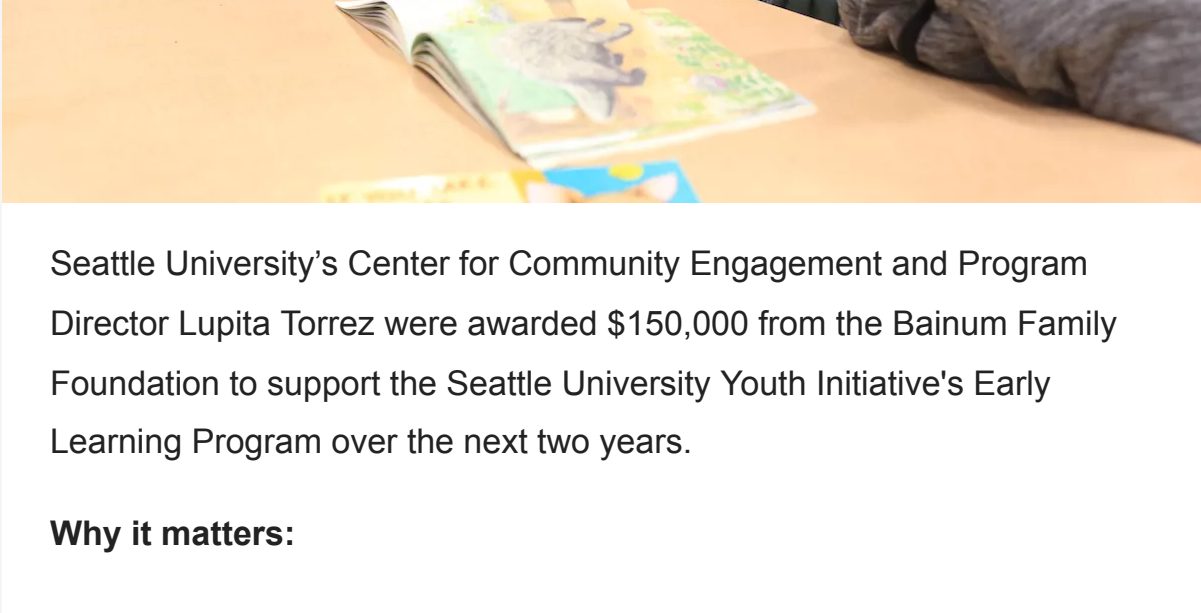 Seattle University’s Center for Community Engagement and Program
Director Lupita Torrez were awarded $150,000 from the Bainum Family
Foundation to support the Seattle University Youth Initiative's Early
Learning Program over the next two years.
Why it matters: